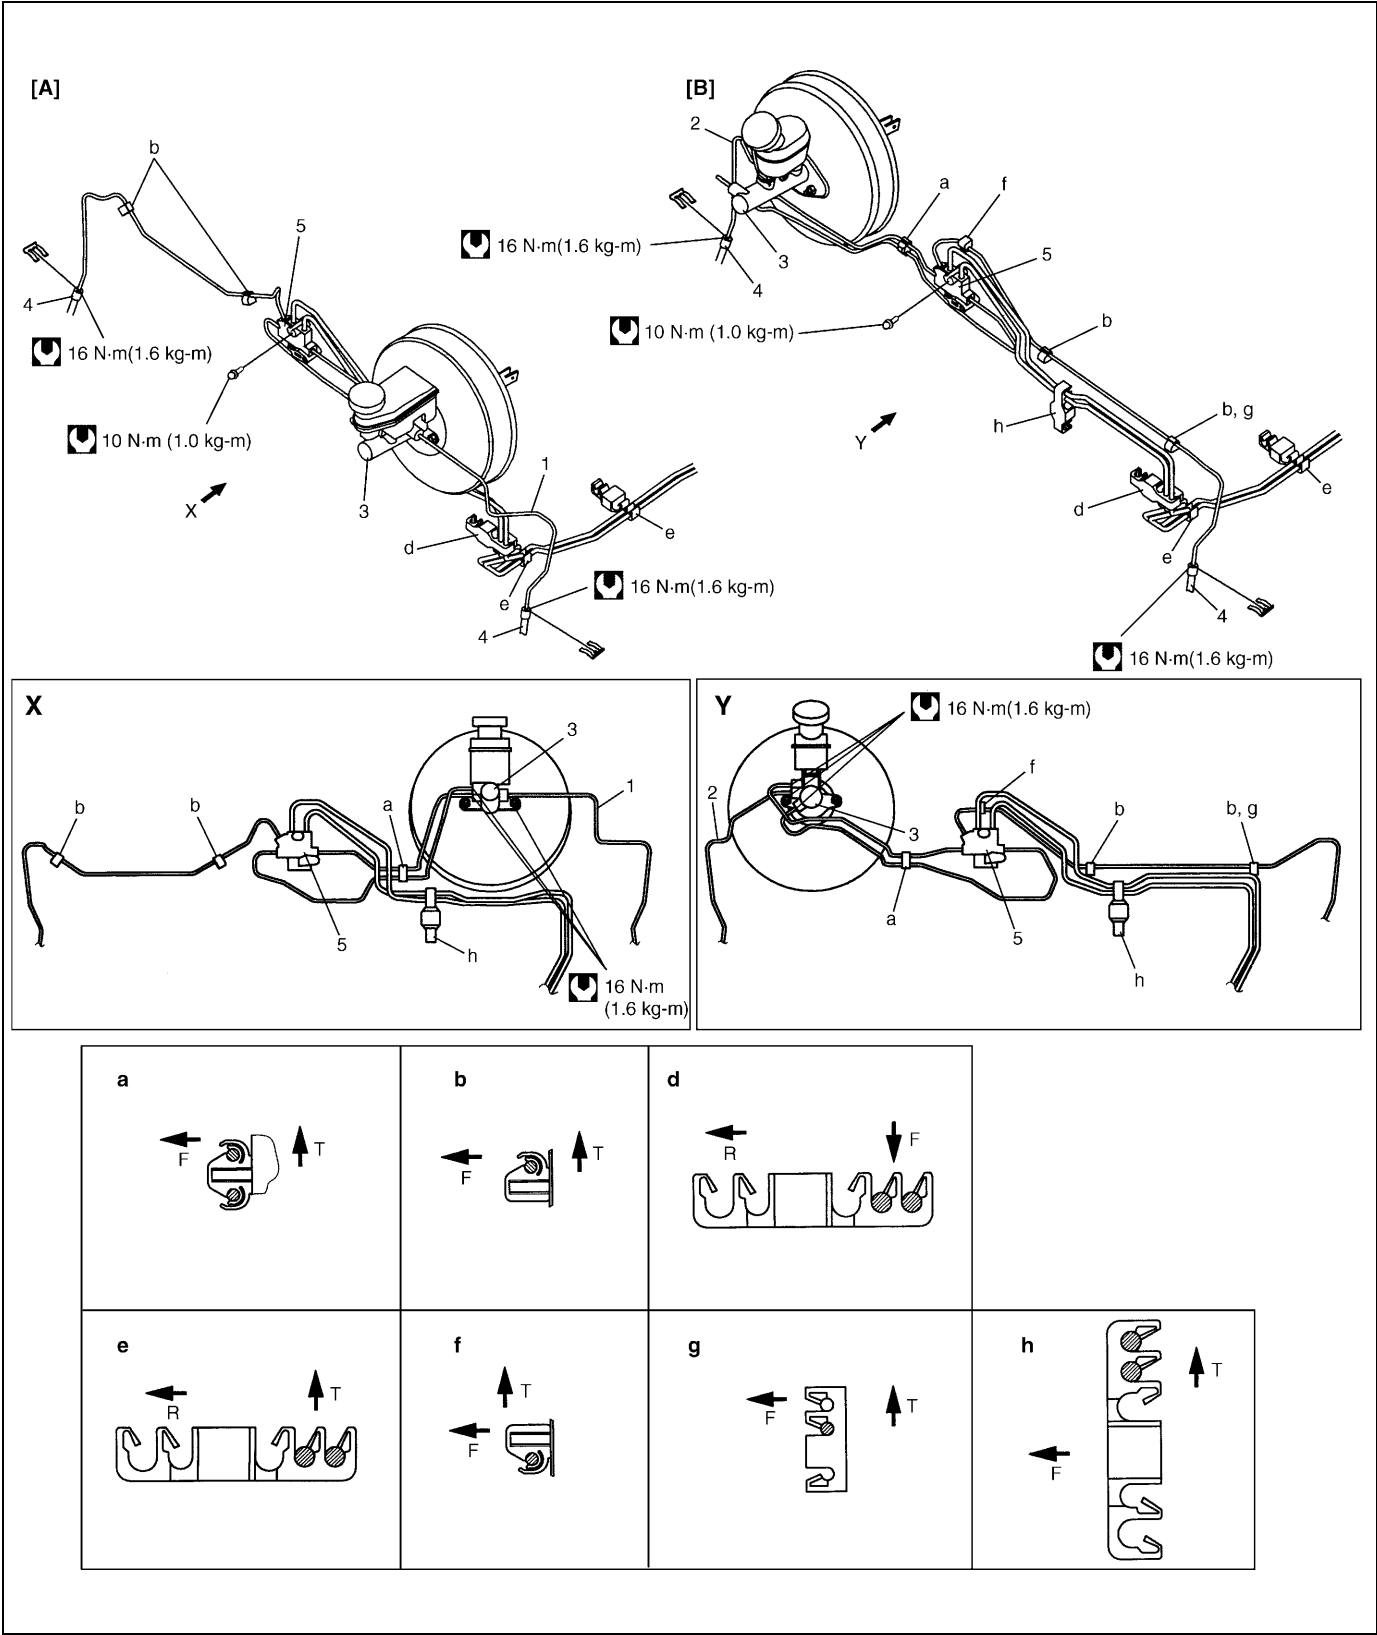 [A]
b
5
4
16 N·m(1.6 kg-m)
10 N·m (1.0 kg-m)
X
3
1
d
e
e
16 N·m(1.6 kg-m)
4
[B]
2
a
f
16 N·m(1.6 kg-m)
3
5
4
10 N·m (1.0 kg-m)
b
Y
h
b, g
d
e
e
4
16 N·m(1.6 kg-m)
X
3
b
b
a
1
5
h
16 N·m
(1.6 kg-m)
Y
16 N·m(1.6 kg-m)
f
2
b
b, g
3
a
5
h
a
F
T
b
F
T
d
R
F
e
R
T
f
T
F
g
F
T
h
T
F